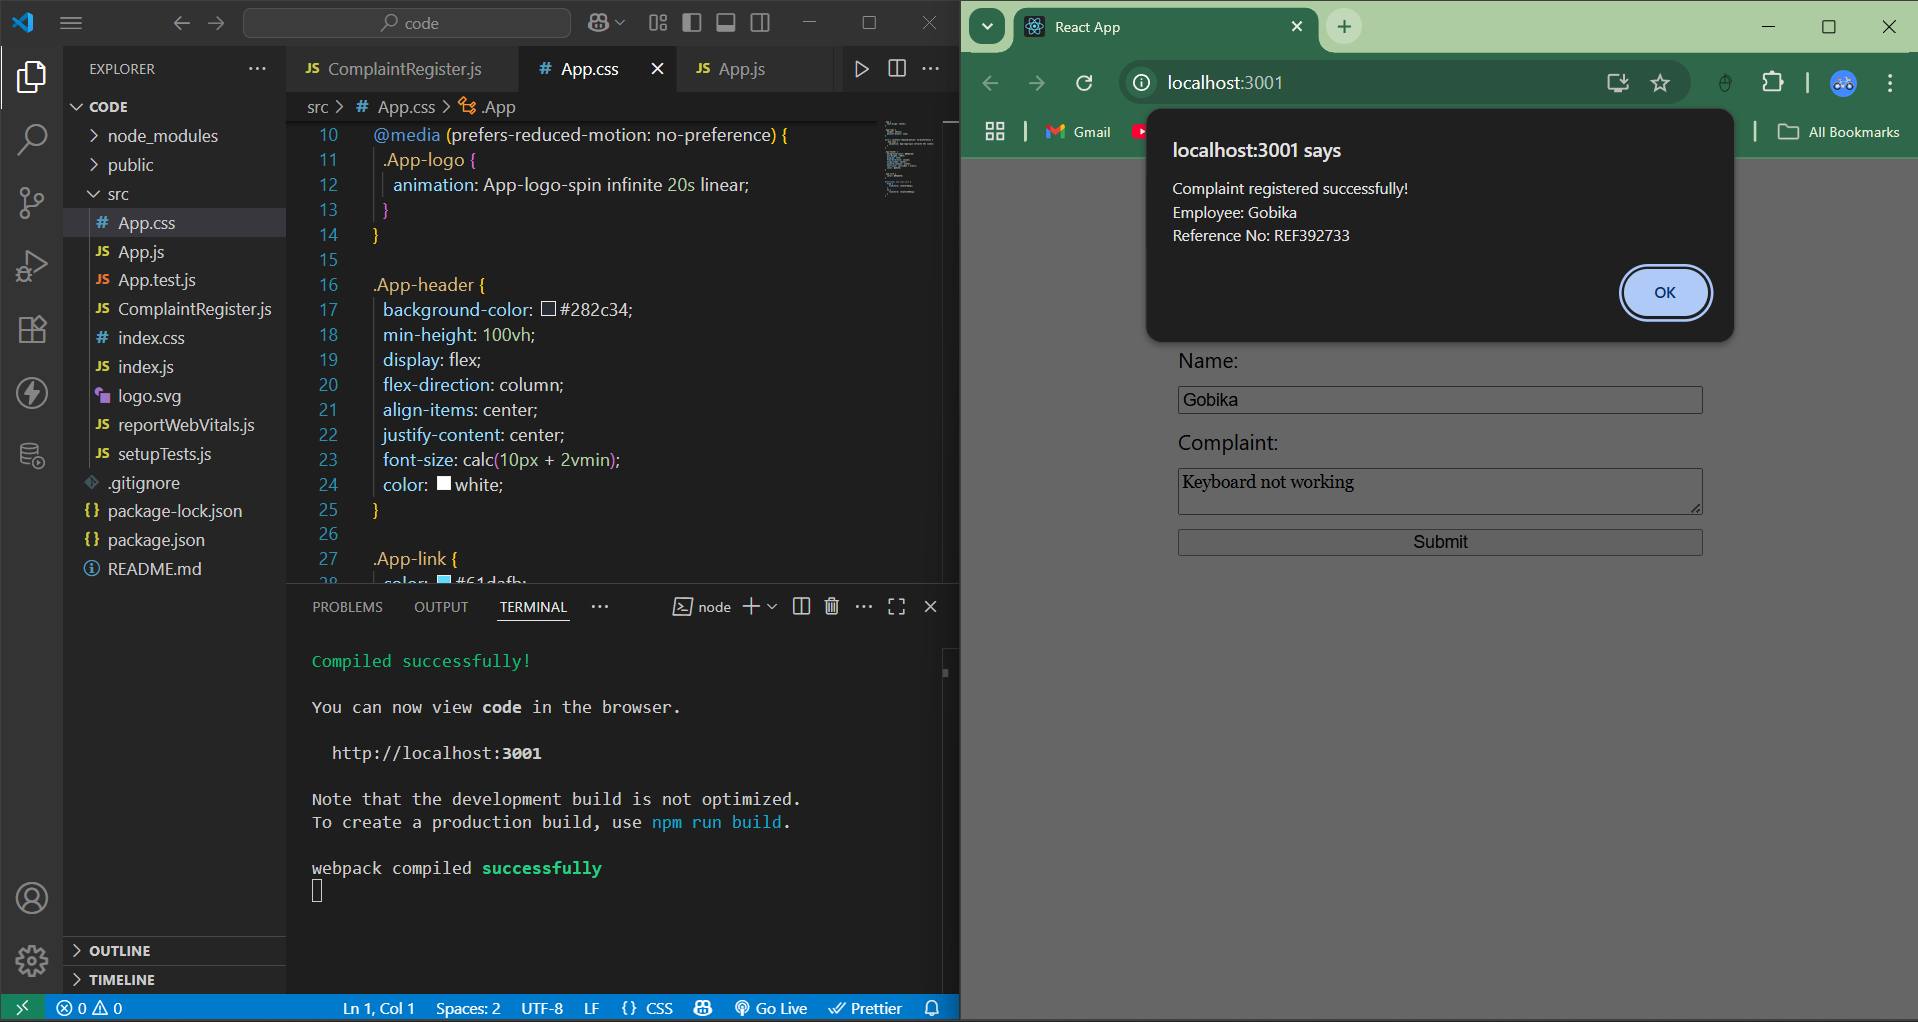 code
EXPLORER
CODE
node_modules
public
src
# App.css
JS App.js
JS App.test.js
JS ComplaintRegister.js
# index.css
JS index.js
logo.svg
JS reportWebVitals.js
JS setupTests.js
.gitignore
{} package-lock.json
{} package.json
README.md
OUTLINE
TIMELINE
JS ComplaintRegister.js
# App.css
JS App.js
src > # App.css > .App
10 @media (prefers-reduced-motion: no-preference) {
11 .App-logo {
12 animation: App-logo-spin infinite 20s linear;
13 }
14 }
15
16 .App-header {
17 background-color: #282c34;
18 min-height: 100vh;
19 display: flex;
20 flex-direction: column;
21 align-items: center;
22 justify-content: center;
23 font-size: calc(10px + 2vmin);
24 color: white;
25 }
26
27 .App-link {
28 color: #61dafb;
PROBLEMS OUTPUT TERMINAL ··· node
Compiled successfully!
You can now view code in the browser.
http://localhost:3001
Note that the development build is not optimized.
To create a production build, use npm run build.
webpack compiled successfully
0 0 Ln 1, Col 1 Spaces: 2 UTF-8 LF {} CSS Go Live Prettier
React App
localhost:3001
Gmail
All Bookmarks
localhost:3001 says
Complaint registered successfully!
Employee: Gobika
Reference No: REF392733
OK
Name:
Gobika
Complaint:
Keyboard not working
Submit